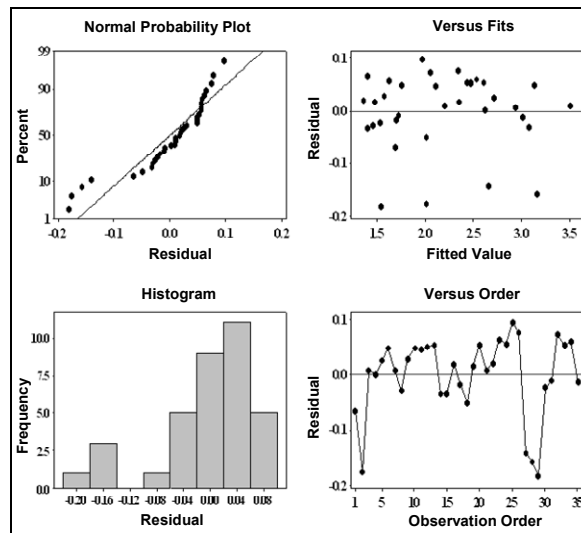 Normal Probability Plot
99
90
50
10
1
Percent
-0.2 -0.1 0.0 0.1 0.2
Residual
Versus Fits
0.1
0.0
-0.1
-0.2
Residual
1.5 2.0 2.5 3.0 3.5
Fitted Value
Histogram
10.0
7.5
5.0
2.5
0.0
Frequency
-0.20 -0.16 -0.12 -0.08 -0.04 0.00 0.04 0.08
Residual
Versus Order
0.1
0.0
-0.1
-0.2
Residual
1 5 10 15 20 25 30 35
Observation Order